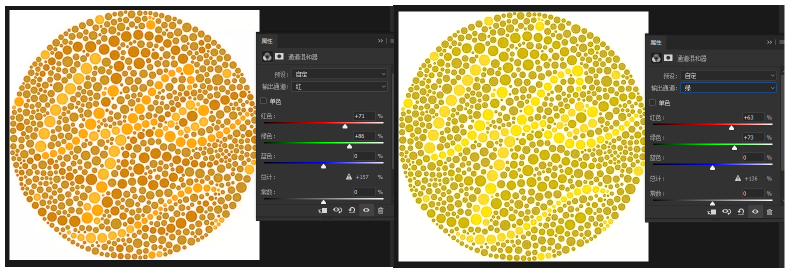 属性
通道混和器
预设: 自定
输出通道: 红
单色
红色: +71 %
绿色: +86 %
蓝色: 0 %
总计: +157 %
常数: 0 %
属性
通道混和器
预设: 自定
输出通道: 绿
单色
红色: +63 %
绿色: +73 %
蓝色: 0 %
总计: +136 %
常数: 0 %